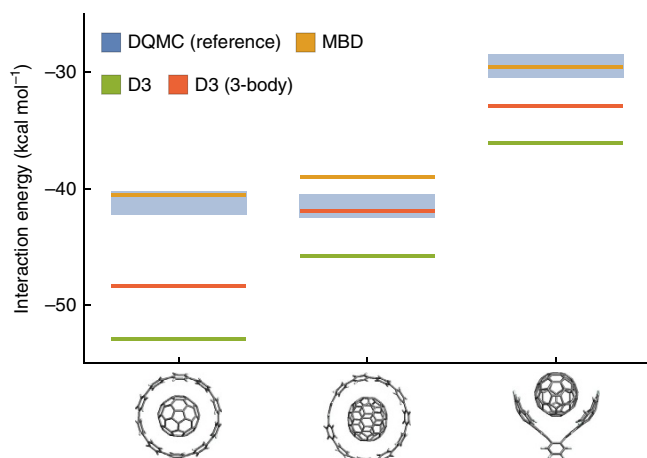 DQMC (reference) MBD
D3 D3 (3-body)
Interaction energy (kcal mol⁻¹)
–30
–40
–50